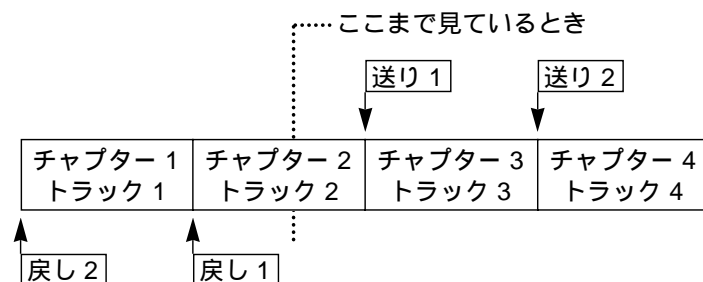 ここまで見ているとき
送り 1
送り 2
チャプター 1
トラック 1
チャプター 2
トラック 2
チャプター 3
トラック 3
チャプター 4
トラック 4
戻し 2
戻し 1